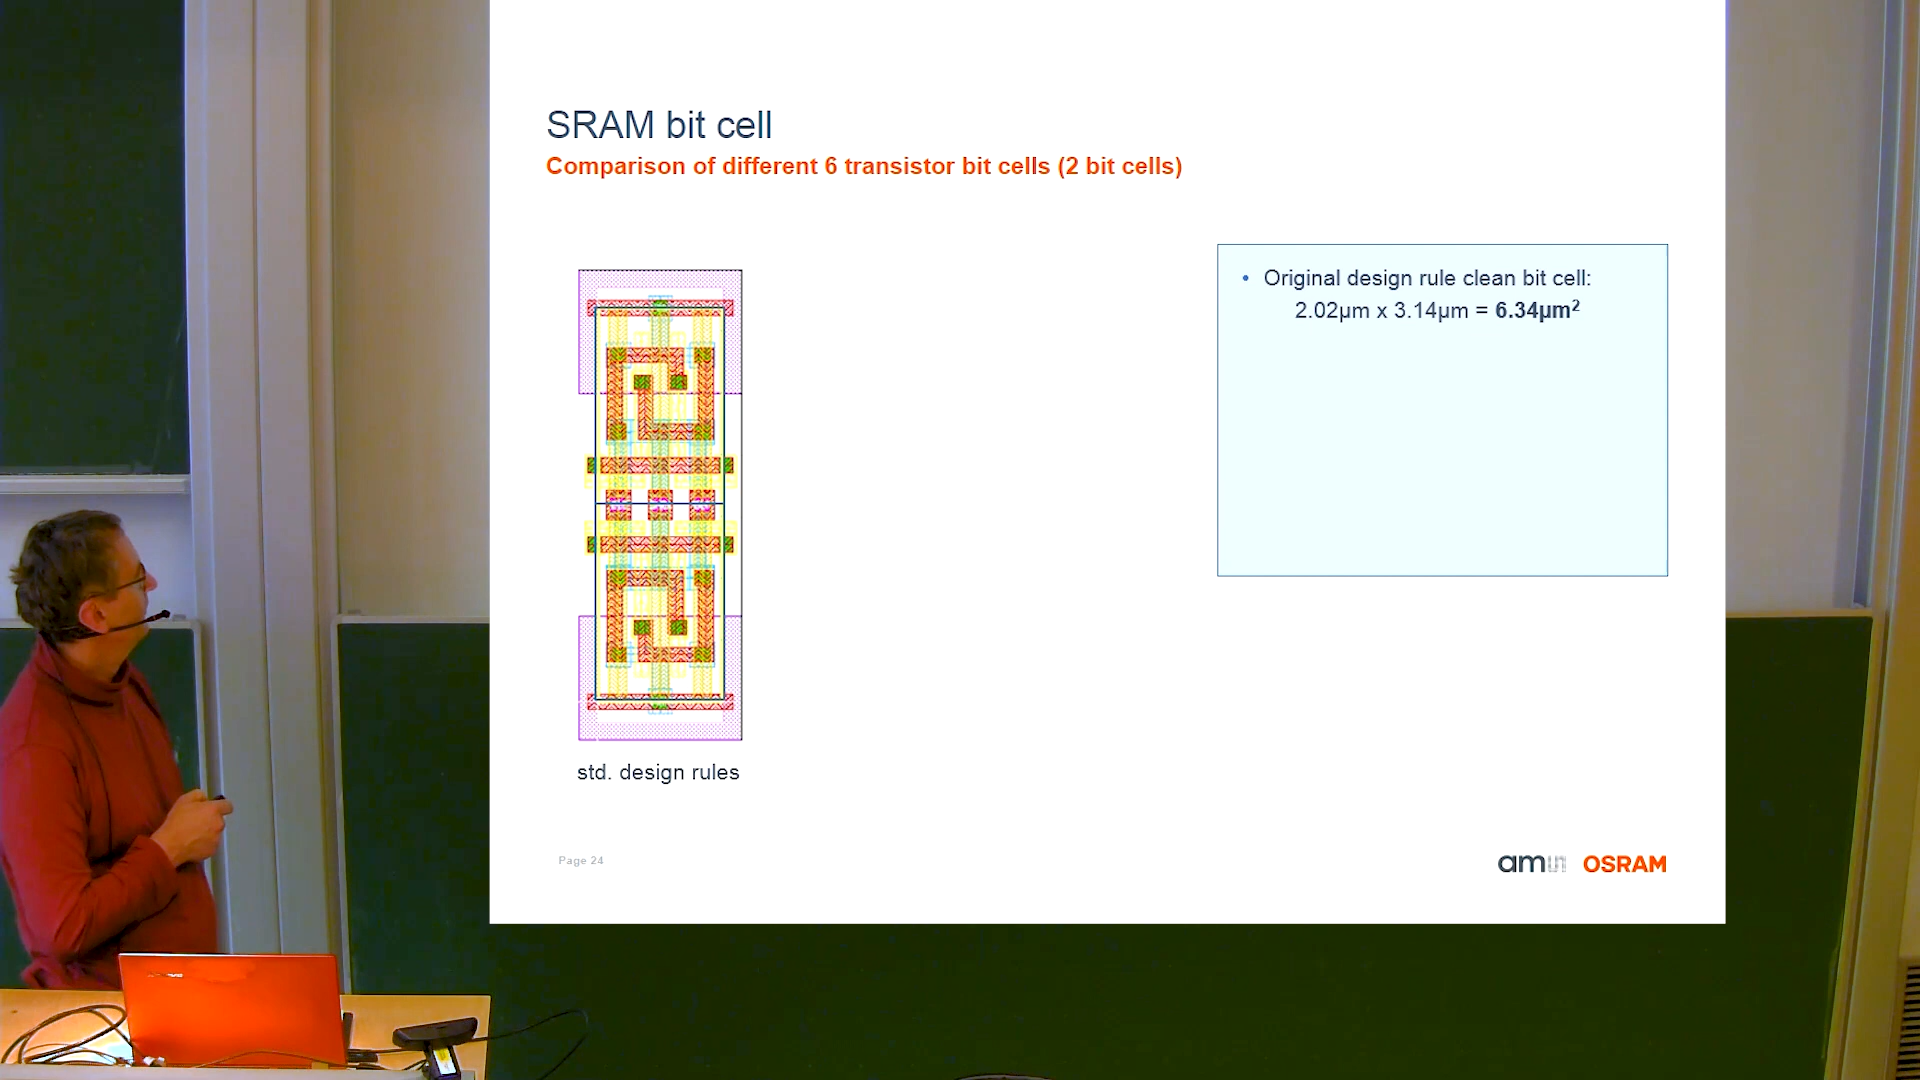 SRAM bit cell
Comparison of different 6 transistor bit cells (2 bit cells)
• Original design rule clean bit cell:
2.02µm x 3.14µm = 6.34µm²
std. design rules
Page 24
am OSRAM